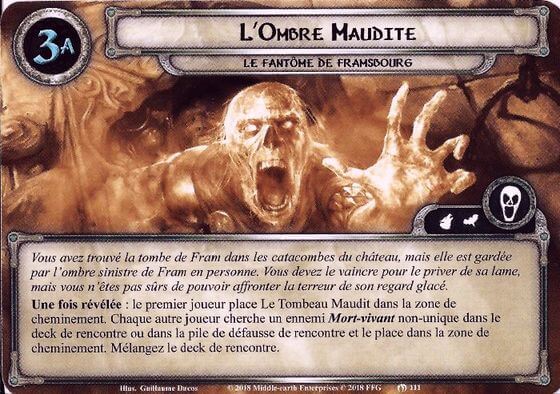 3A
L'Ombre Maudite
Le Fantôme de Framsbourg
Vous avez trouvé la tombe de Fram dans les catacombes du château, mais elle est gardée
par l'ombre sinistre de Fram en personne. Vous devez le vaincre pour le priver de sa lame,
mais vous n'êtes pas sûrs de pouvoir affronter la terreur de son regard glacé.
Une fois révélée : le premier joueur place Le Tombeau Maudit dans la zone de
cheminement. Chaque autre joueur cherche un ennemi Mort-vivant non-unique dans le
deck de rencontre ou dans la pile de défausse de rencontre et le place dans la zone de
cheminement. Mélangez le deck de rencontre.
Illus. Guillaume Ducos © 2018 Middle-earth Enterprises © 2018 FFG 111